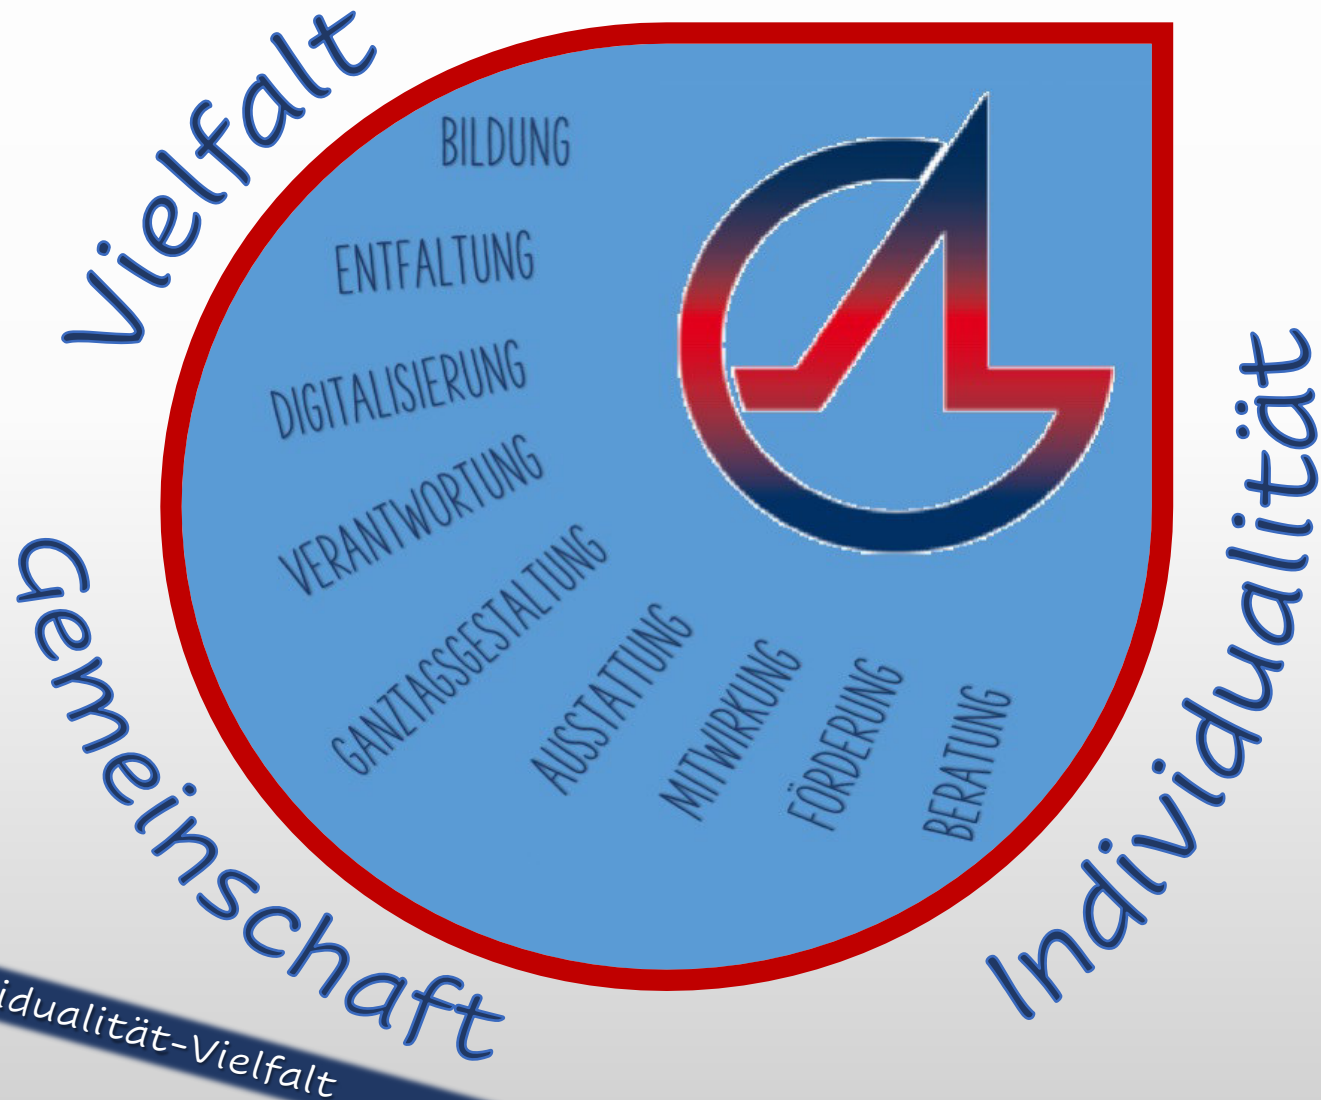 Vielfalt
BILDUNG
ENTFALTUNG
DIGITALISIERUNG
VERANTWORTUNG
GANZTAGSGESTALTUNG
AUSSTATTUNG
MITWIRKUNG
FÖRDERUNG
BERATUNG
Gemeinschaft
Individualität
idualität-Vielfalt